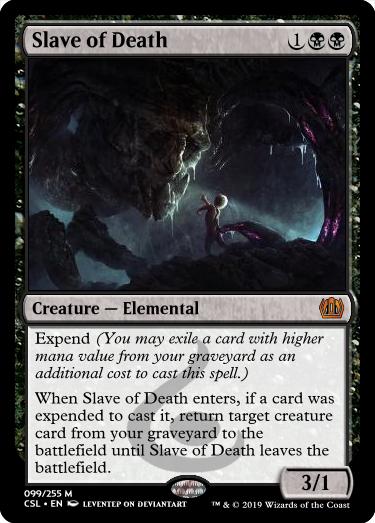 Slave of Death 1
Creature — Elemental
Expend (You may exile a card with higher
mana value from your graveyard as an
additional cost to cast this spell.)
When Slave of Death enters, if a card was
expended to cast it, return target creature
card from your graveyard to the
battlefield until Slave of Death leaves the
battlefield.
3/1
099/255 M
CSL • EN LEVENTEP ON DEVIANTART ™ & © 2019 Wizards of the Coast